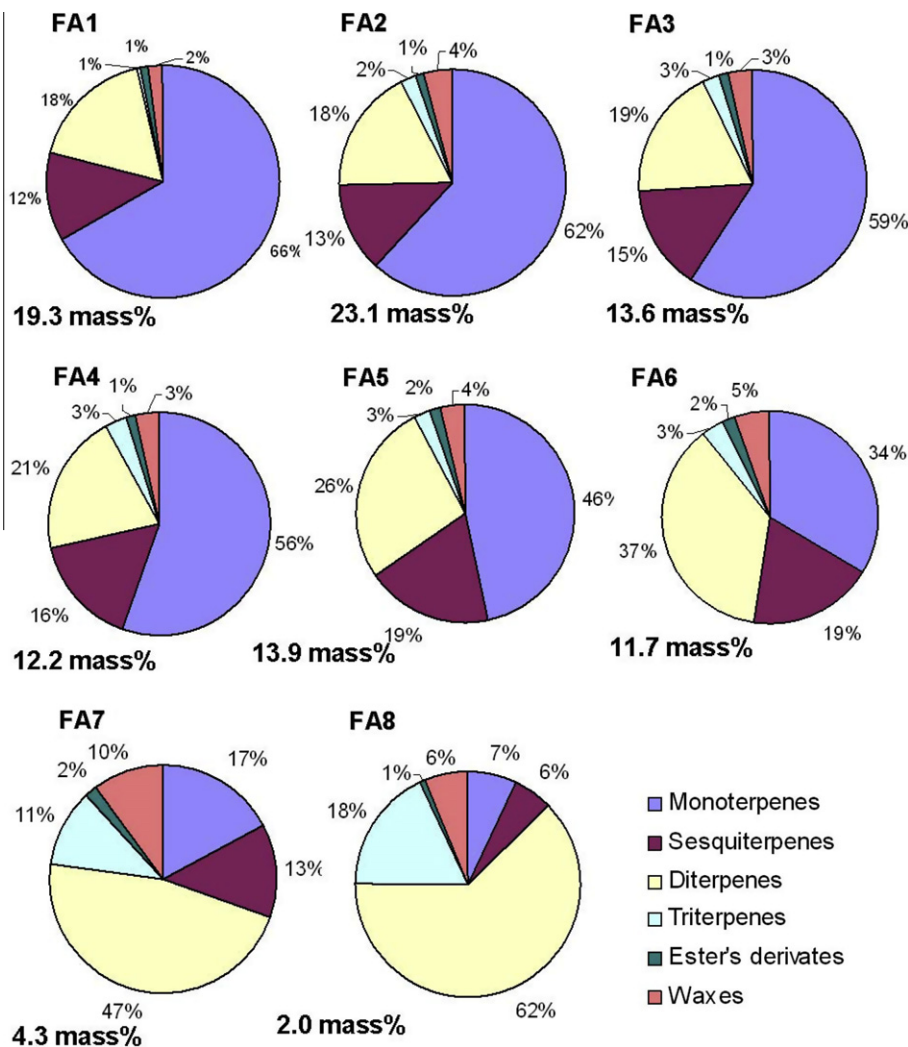 FA1
FA2
FA3
1%
1%
2%
18%
12%
66%
19.3 mass%
1%
4%
2%
18%
13%
62%
23.1 mass%
1%
3%
3%
19%
15%
59%
13.6 mass%
FA4
FA5
FA6
1%
3%
3%
21%
16%
56%
12.2 mass%
2%
4%
3%
26%
19%
46%
13.9 mass%
5%
2%
3%
34%
37%
19%
11.7 mass%
FA7
FA8
10%
17%
2%
11%
13%
47%
4.3 mass%
6%
7%
6%
1%
18%
62%
2.0 mass%
Monoterpenes
Sesquiterpenes
Diterpenes
Triterpenes
Ester's derivates
Waxes